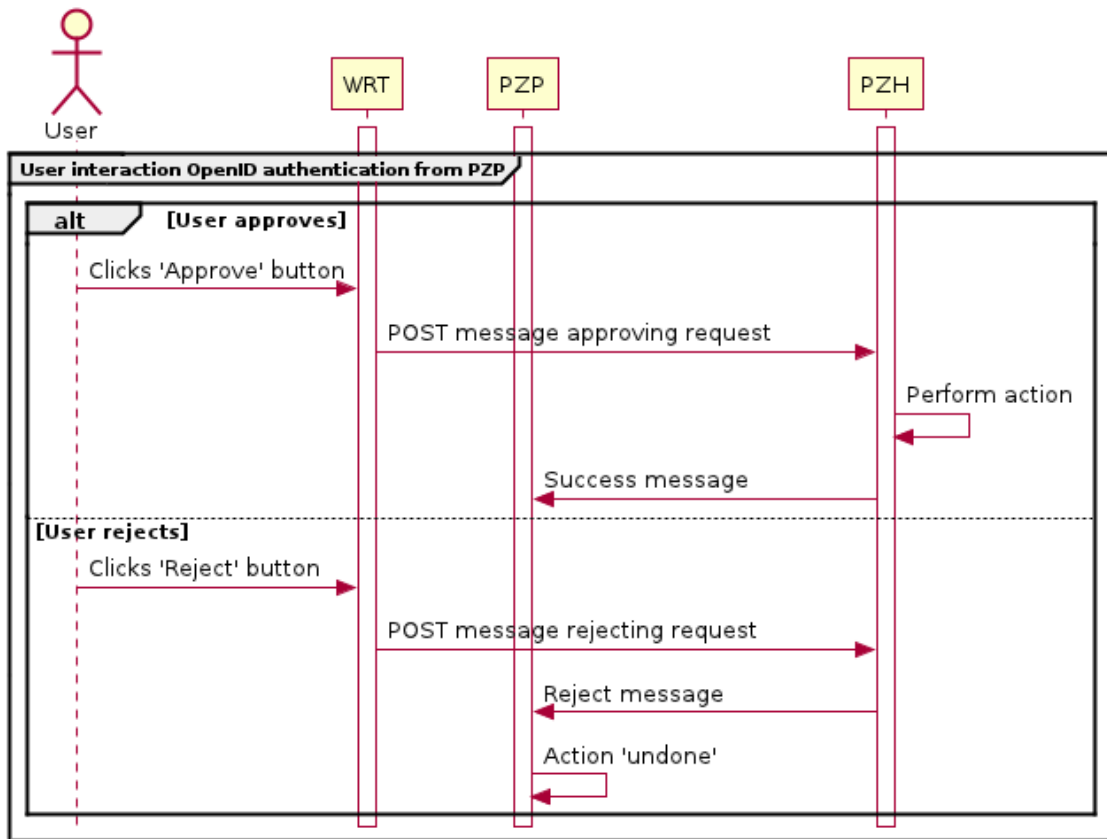 User
WRT
PZP
PZH
User interaction OpenID authentication from PZP
alt
[User approves]
Clicks 'Approve' button
POST message approving request
Perform action
Success message
[User rejects]
Clicks 'Reject' button
POST message rejecting request
Reject message
Action 'undone'